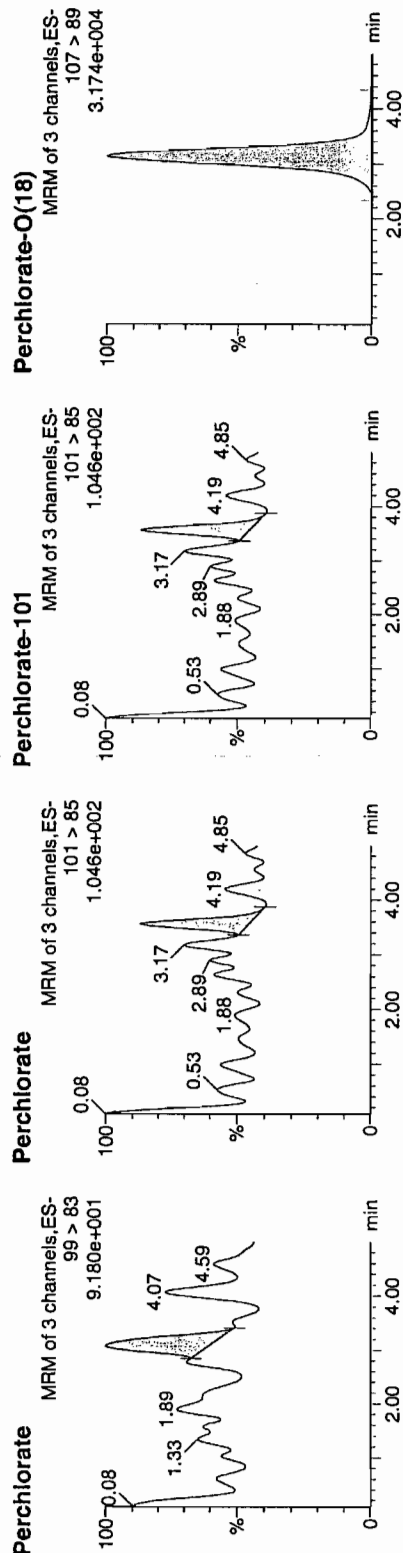 Perchlorate
MRM of 3 channels,ES-
99 > 83
9.180e+001
100
0.08
1.33
1.89
4.07
4.59
%
0
2.00
4.00
min
Perchlorate
MRM of 3 channels,ES-
101 > 85
1.046e+002
100
0.08
0.53
1.88
2.89
3.17
4.19
4.85
%
0
2.00
4.00
min
Perchlorate-101
MRM of 3 channels,ES-
101 > 85
1.046e+002
100
0.08
0.53
1.88
2.89
3.17
4.19
4.85
%
0
2.00
4.00
min
Perchlorate-O(18)
MRM of 3 channels,ES-
107 > 89
3.174e+004
100
%
0
2.00
4.00
min